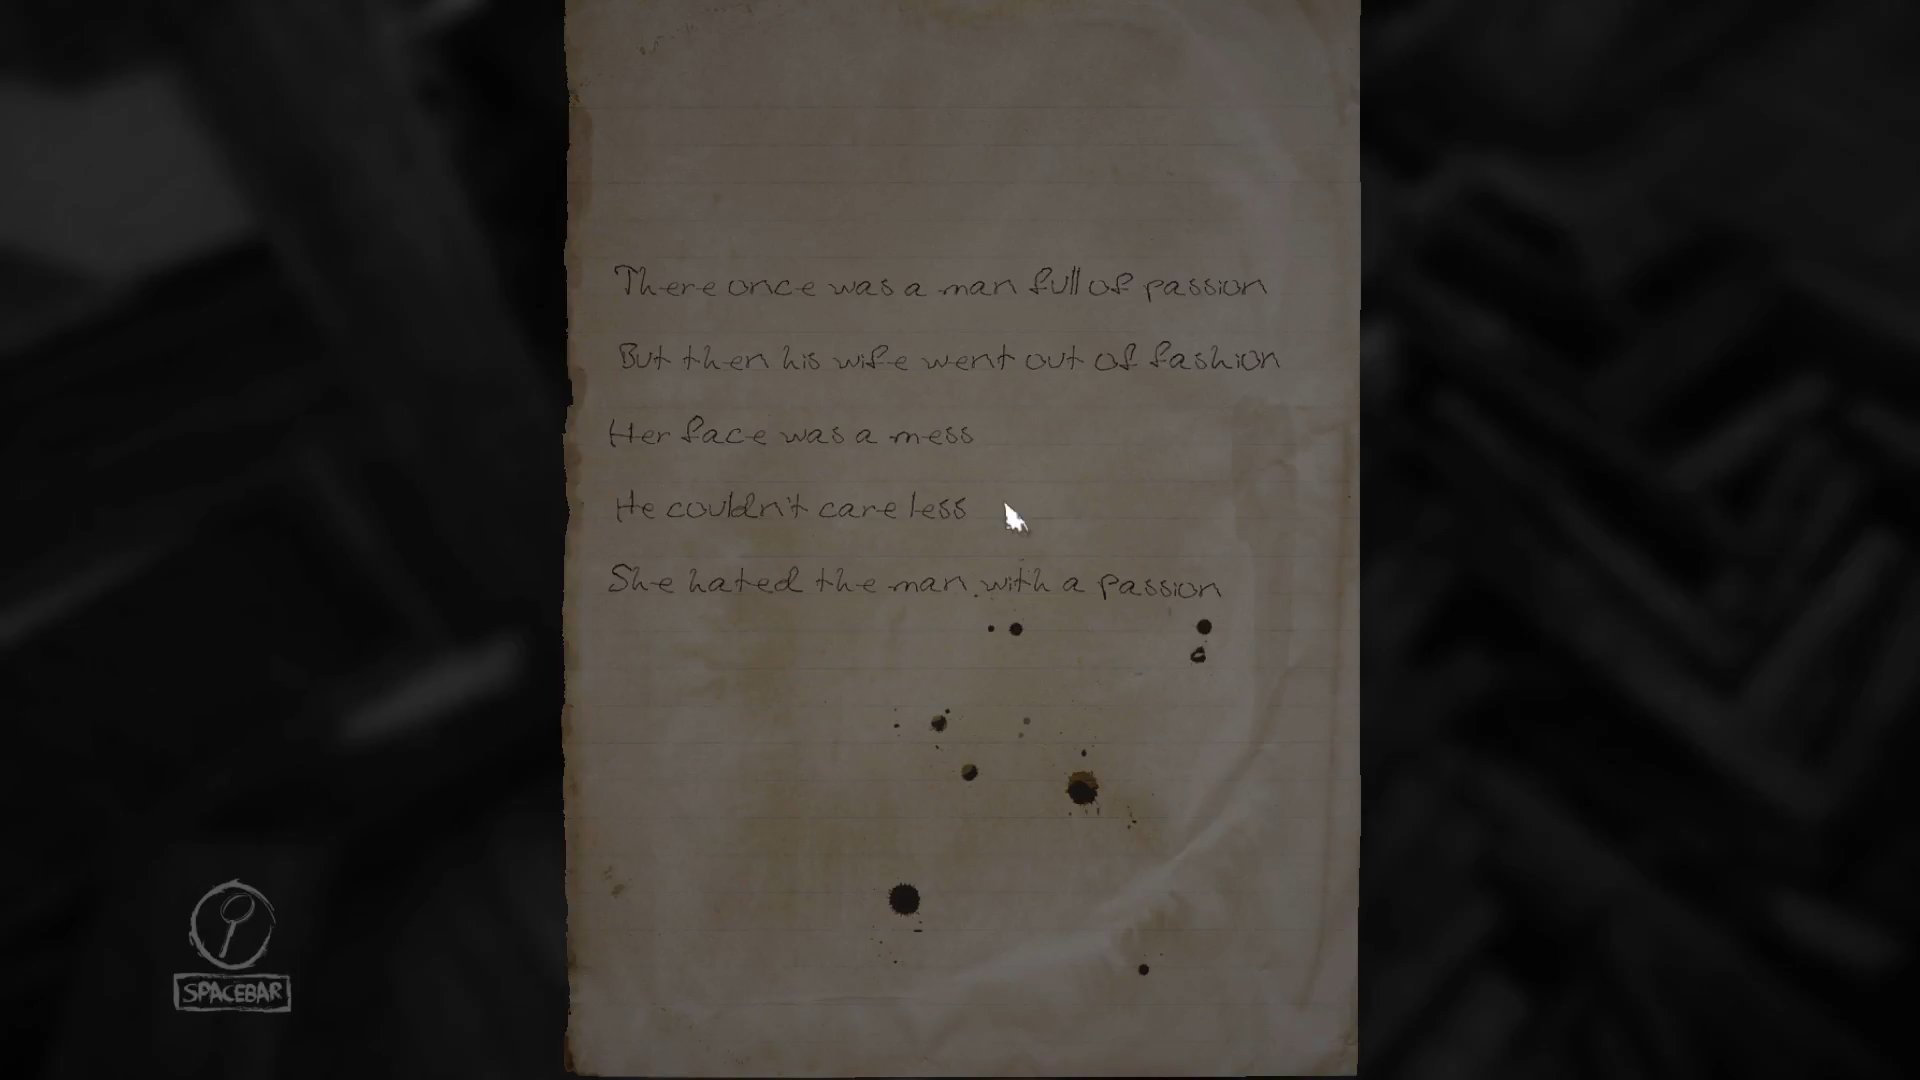 There once was a man full of passion
But then his wife went out of fashion
Her face was a mess
He couldn't care less
She hated the man with a passion
SPACEBAR